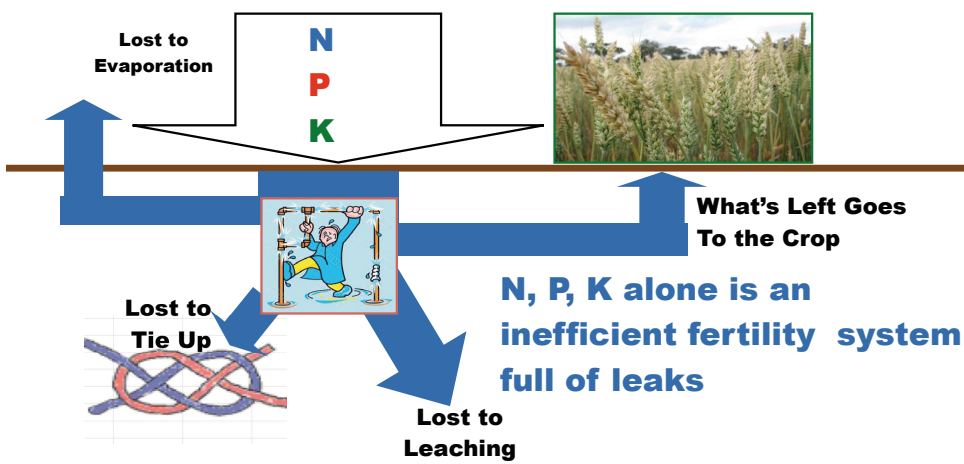 Lost to
Evaporation
N
P
K
What's Left Goes
To the Crop
N, P, K alone is an
inefficient fertility system
full of leaks
Lost to
Tie Up
Lost to
Leaching